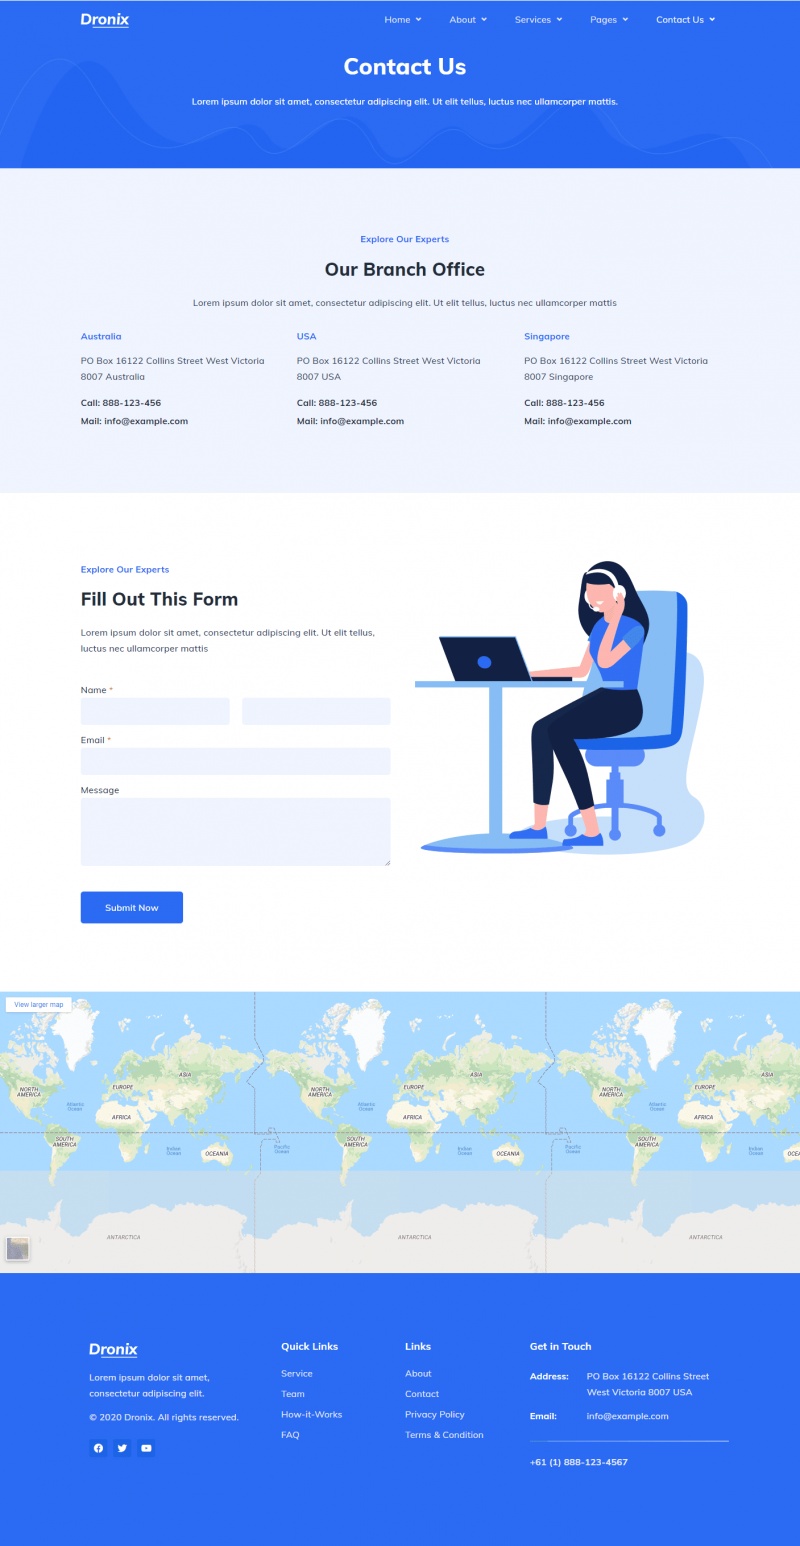 Dronix
Home About Services Pages Contact Us
Contact Us
Lorem ipsum dolor sit amet, consectetur adipiscing elit. Ut elit tellus, luctus nec ullamcorper mattis.
Explore Our Experts
Our Branch Office
Lorem ipsum dolor sit amet, consectetur adipiscing elit. Ut elit tellus, luctus nec ullamcorper mattis
Australia
PO Box 16122 Collins Street West Victoria
8007 Australia
Call: 888-123-456
Mail: info@example.com
USA
PO Box 16122 Collins Street West Victoria
8007 USA
Call: 888-123-456
Mail: info@example.com
Singapore
PO Box 16122 Collins Street West Victoria
8007 Singapore
Call: 888-123-456
Mail: info@example.com
Explore Our Experts
Fill Out This Form
Lorem ipsum dolor sit amet, consectetur adipiscing elit. Ut elit tellus,
luctus nec ullamcorper mattis
Name *
Email *
Message
Submit Now
View larger map
ASIA
EUROPE
NORTH
AMERICA
Atlantic
Ocean
AFRICA
SOUTH
AMERICA
Indian
Ocean
OCEANIA
Pacific
Ocean
ANTARCTICA
ASIA
EUROPE
NORTH
AMERICA
Atlantic
Ocean
AFRICA
SOUTH
AMERICA
Indian
Ocean
OCEANIA
Pacific
Ocean
ANTARCTICA
ASIA
EUROPE
NORTH
AMERICA
Atlantic
Ocean
AFRICA
SOUTH
AMERICA
Indian
Ocean
OCEA
ANTARCTICA
Dronix
Lorem ipsum dolor sit amet,
consectetur adipiscing elit.
© 2020 Dronix. All rights reserved.
Quick Links
Service
Team
How-it-Works
FAQ
Links
About
Contact
Privacy Policy
Terms & Condition
Get in Touch
Address: PO Box 16122 Collins Street
West Victoria 8007 USA
Email: info@example.com
+61 (1) 888-123-4567